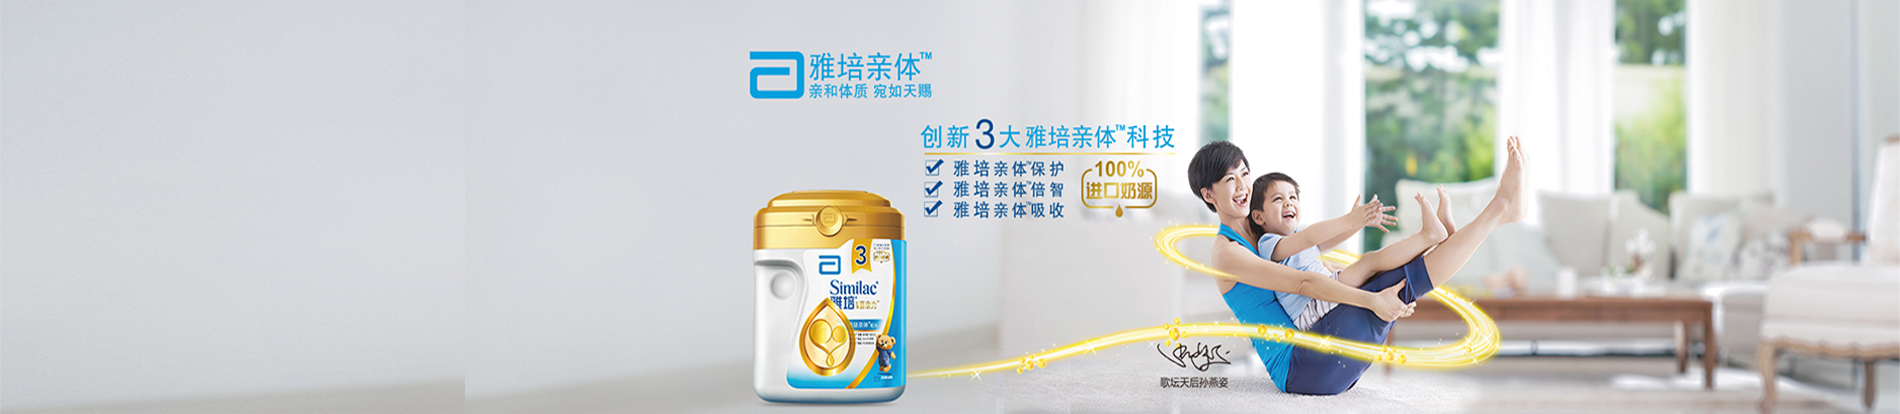 雅培亲体™
亲和体质 宛如天赐
创新3大雅培亲体™科技
雅培亲体™保护
雅培亲体™倍智
雅培亲体™吸收
100%
进口奶源
3
Similac
雅培
歌坛天后孙燕姿